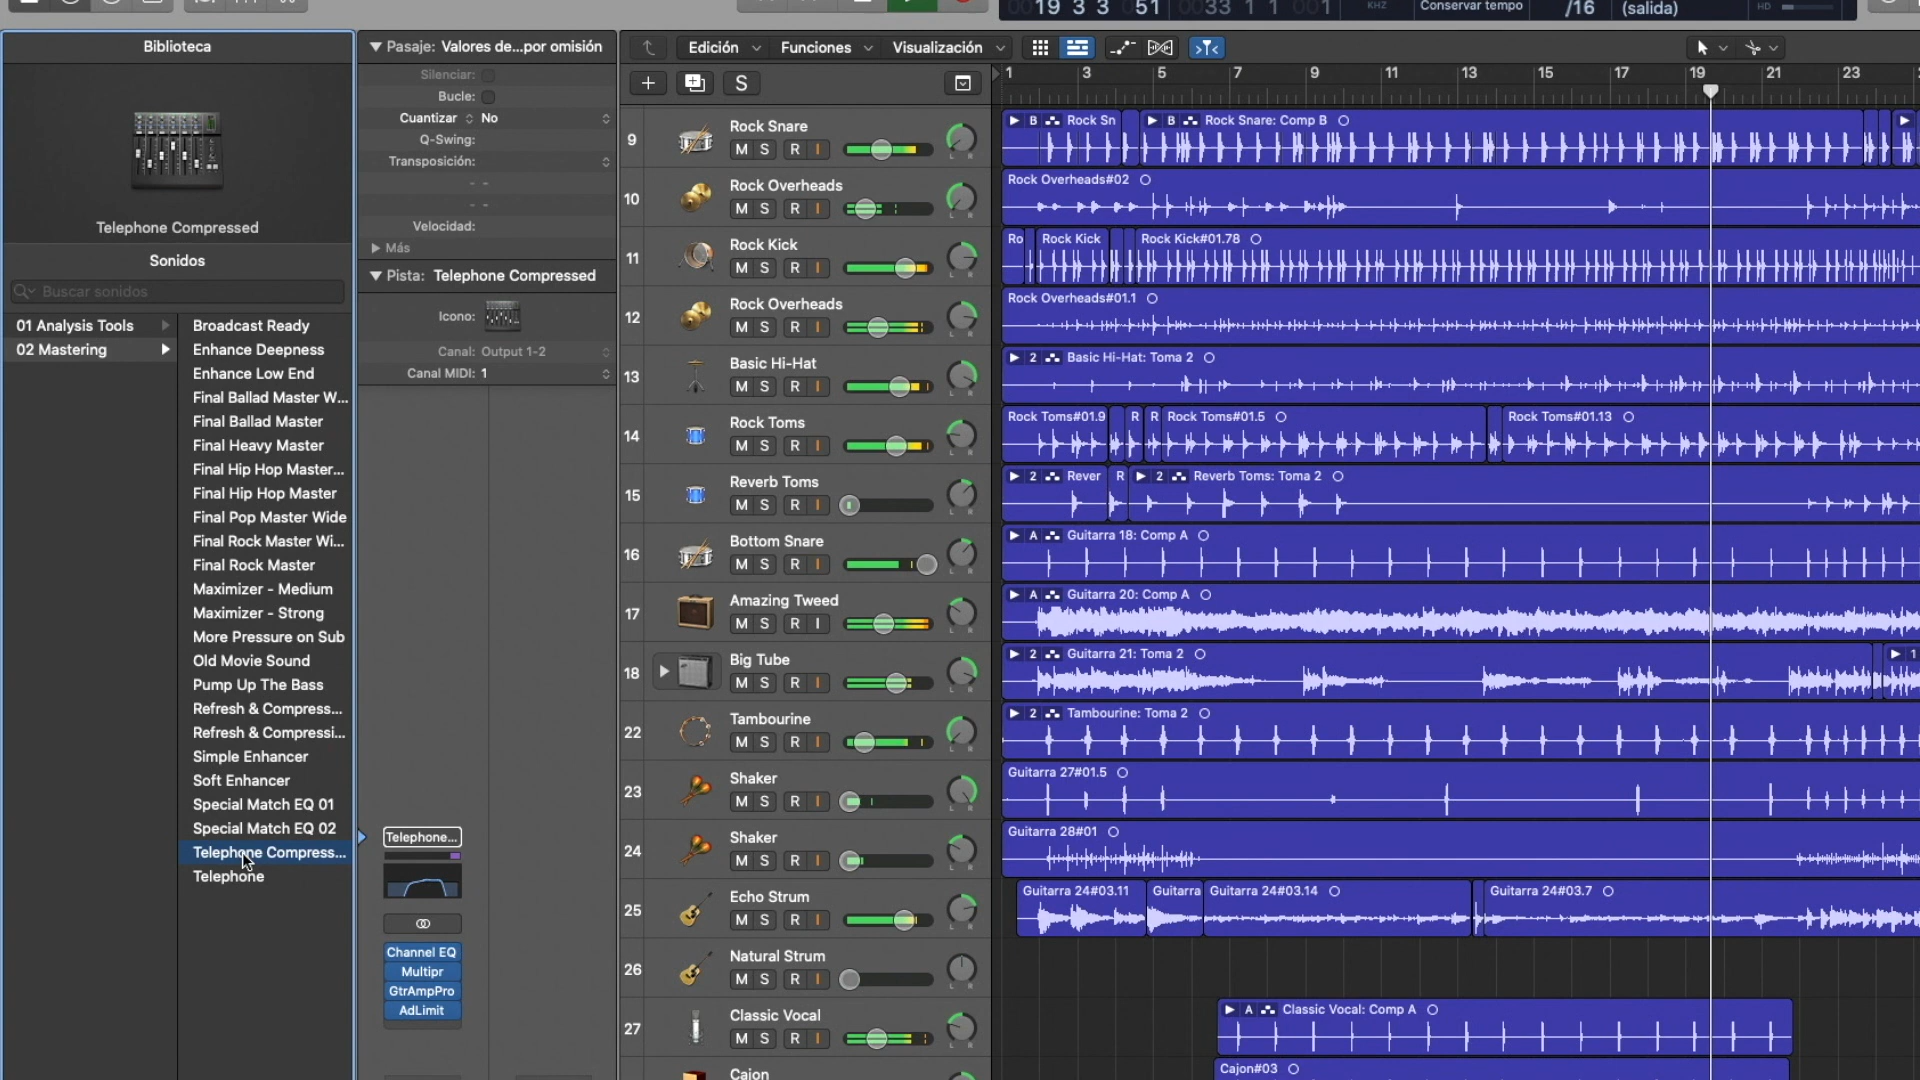 19 3 3 51
33 1 1 001
KHZ
Conservar tempo
/16
(salida)
HD
Biblioteca
Telephone Compressed
Sonidos
Buscar sonidos
01 Analysis Tools
02 Mastering
Broadcast Ready
Enhance Deepness
Enhance Low End
Final Ballad Master W...
Final Ballad Master
Final Heavy Master
Final Hip Hop Master...
Final Hip Hop Master
Final Pop Master Wide
Final Rock Master Wi...
Final Rock Master
Maximizer - Medium
Maximizer - Strong
More Pressure on Sub
Old Movie Sound
Pump Up The Bass
Refresh & Compress...
Refresh & Compressi...
Simple Enhancer
Soft Enhancer
Special Match EQ 01
Special Match EQ 02
Telephone Compress...
Telephone
Pasaje: Valores de...por omisión
Silenciar:
Bucle:
Cuantizar No
Q-Swing:
Transposición:
- -
- -
Velocidad:
Más
Pista: Telephone Compressed
Icono:
Canal: Output 1-2
Canal MIDI: 1
Telephone...
Channel EQ
Multipr
GtrAmpPro
AdLimit
Edición
Funciones
Visualización
S
1 3 5 7 9 11 13 15 17 19 21 23
9 Rock Snare
M S R I
10 Rock Overheads
M S R I
11 Rock Kick
M S R I
12 Rock Overheads
M S R I
13 Basic Hi-Hat
M S R I
14 Rock Toms
M S R I
15 Reverb Toms
M S R I
16 Bottom Snare
M S R I
17 Amazing Tweed
M S R I
18 Big Tube
M S R I
22 Tambourine
M S R I
23 Shaker
M S R I
24 Shaker
M S R I
25 Echo Strum
M S R I
26 Natural Strum
M S R I
27 Classic Vocal
M S R I
Cajon
B Rock Sn
B Rock Snare: Comp B
Rock Overheads#02
Ro
Rock Kick
Rock Kick#01.78
Rock Overheads#01.1
2 Basic Hi-Hat: Toma 2
Rock Toms#01.9
R
R
Rock Toms#01.5
Rock Toms#01.13
2 Rever
R
2 Reverb Toms: Toma 2
A Guitarra 18: Comp A
A Guitarra 20: Comp A
2 Guitarra 21: Toma 2
1
2 Tambourine: Toma 2
Guitarra 27#01.5
Guitarra 28#01
Guitarra 24#03.11
Guitarra
Guitarra 24#03.14
Guitarra 24#03.7
A Classic Vocal: Comp A
Cajon#03